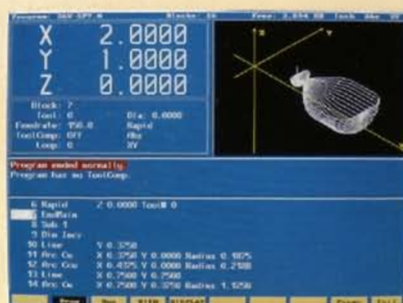 X 2.0000
Y 1.0000
Z 0.0000
Block: 7
Tool: 0 Dia: 0.0000
Feedrate: 150.0 Rapid
ToolComp: Off Abs
Loop: 0 XY
Program ended normally.
Program has no ToolComp.
6 Rapid Z 0.0000 Tool# 0
7 EndMain
8 Sub 1
9 Dim Incr
10 Line Y 0.3750
11 Arc Cw X 0.3750 Y 0.0000 Radius 0.1875
12 Arc Ccw X 0.4375 Y 0.0000 Radius 0.2188
13 Line X 0.7500 Y 0.7500
14 Arc Cw X 0.7500 Y 0.3750 Radius 1.1250